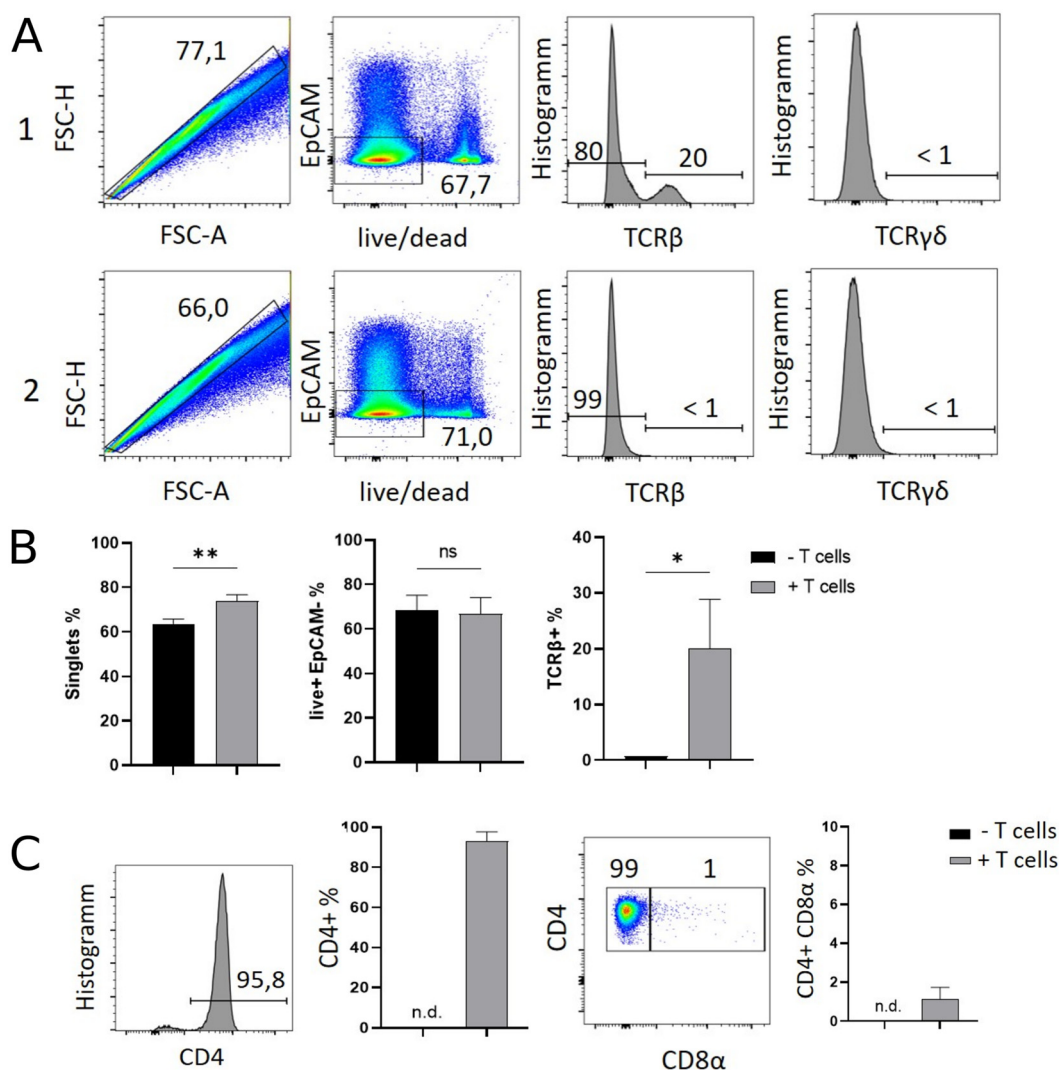 A
1
77,1
FSC-H
FSC-A
EpCAM
67,7
live/dead
Histogramm
80
20
TCRβ
Histogramm
< 1
TCRγδ
2
66,0
FSC-H
FSC-A
EpCAM
71,0
live/dead
Histogramm
99
< 1
TCRβ
Histogramm
< 1
TCRγδ
B
Singlets %
100
80
60
40
20
0
**
live+ EpCAM- %
100
80
60
40
20
0
ns
TCRβ+ %
40
30
20
10
0
*
- T cells
+ T cells
C
Histogramm
95,8
CD4
CD4+ %
100
80
60
40
20
0
n.d.
CD4
99
1
CD8α
CD4+ CD8α %
10
8
6
4
2
0
n.d.
- T cells
+ T cells